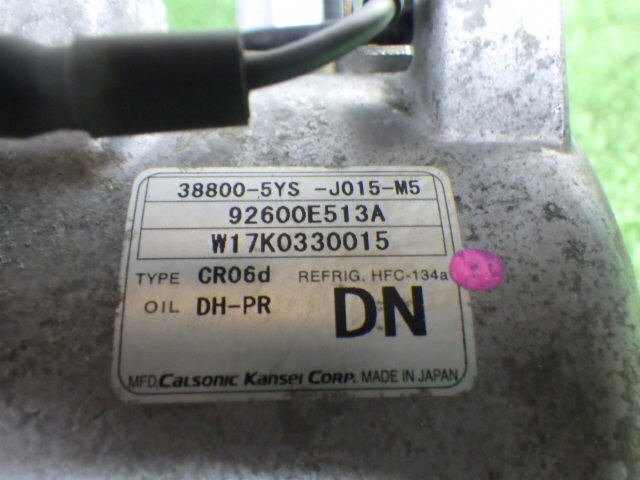 38800-5YS -J015-M5
92600E513A
W17K0330015
TYPE CR06d REFRIG. HFC-134a
OIL DH-PR DN
MFD, CALSONIC KANSEI CORP. MADE IN JAPAN